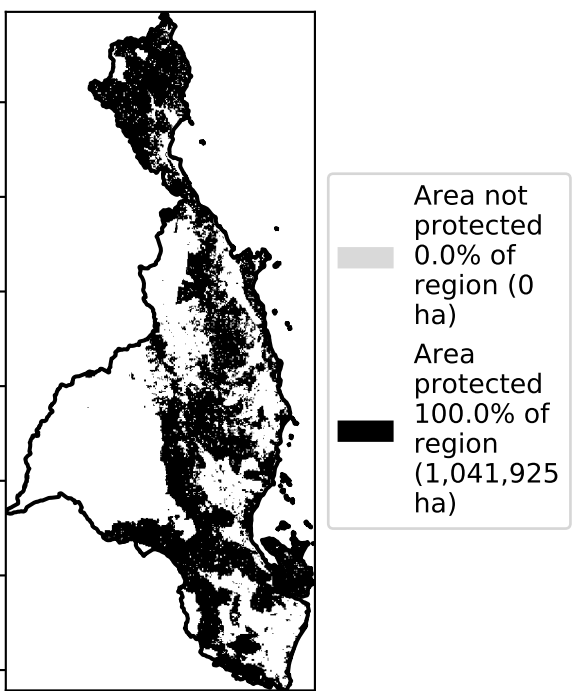 Area not
protected
0.0% of
region (0
ha)
Area
protected
100.0% of
region
(1,041,925
ha)